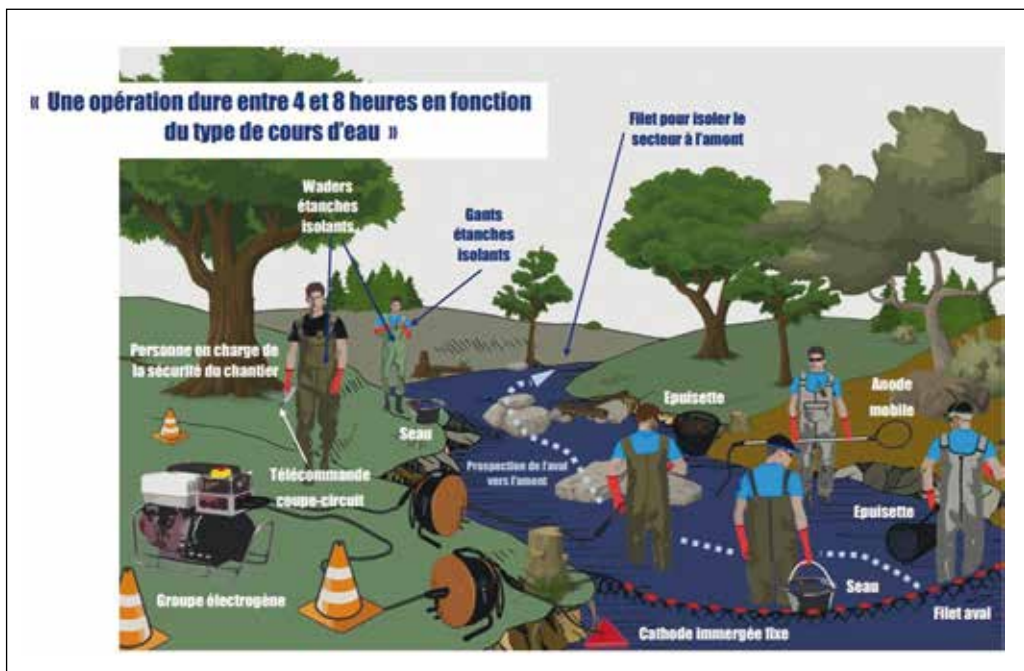 « Une opération dure entre 4 et 8 heures en fonction
du type de cours d'eau »
Filet pour isoler le
secteur à l'amont
Waders
étanches
isolants
Gants
étanches
isolants
Personne en charge de
la sécurité du chantier
Epuisette
Anode
mobile
Seau
Prospection de l'aval
vers l'amont
Télécommande
coupe-circuit
Epuisette
Seau
Groupe électrogène
Filet aval
Cathode immergée fixe